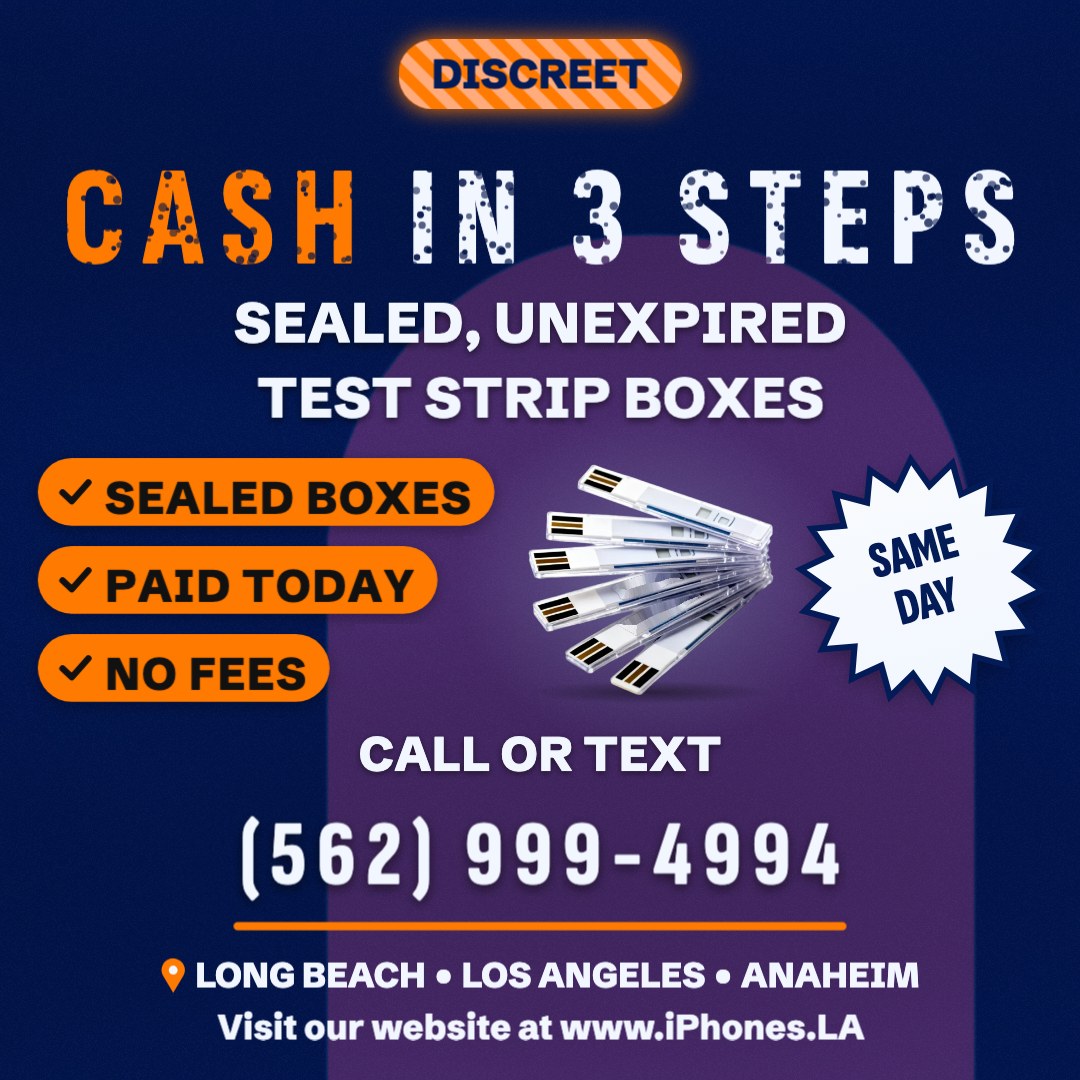 DISCREET
CASH IN 3 STEPS
SEALED, UNEXPIRED
TEST STRIP BOXES
✓ SEALED BOXES
✓ PAID TODAY
✓ NO FEES
SAME
DAY
CALL OR TEXT
(562) 999-4994
LONG BEACH • LOS ANGELES • ANAHEIM
Visit our website at www.iPhones.LA